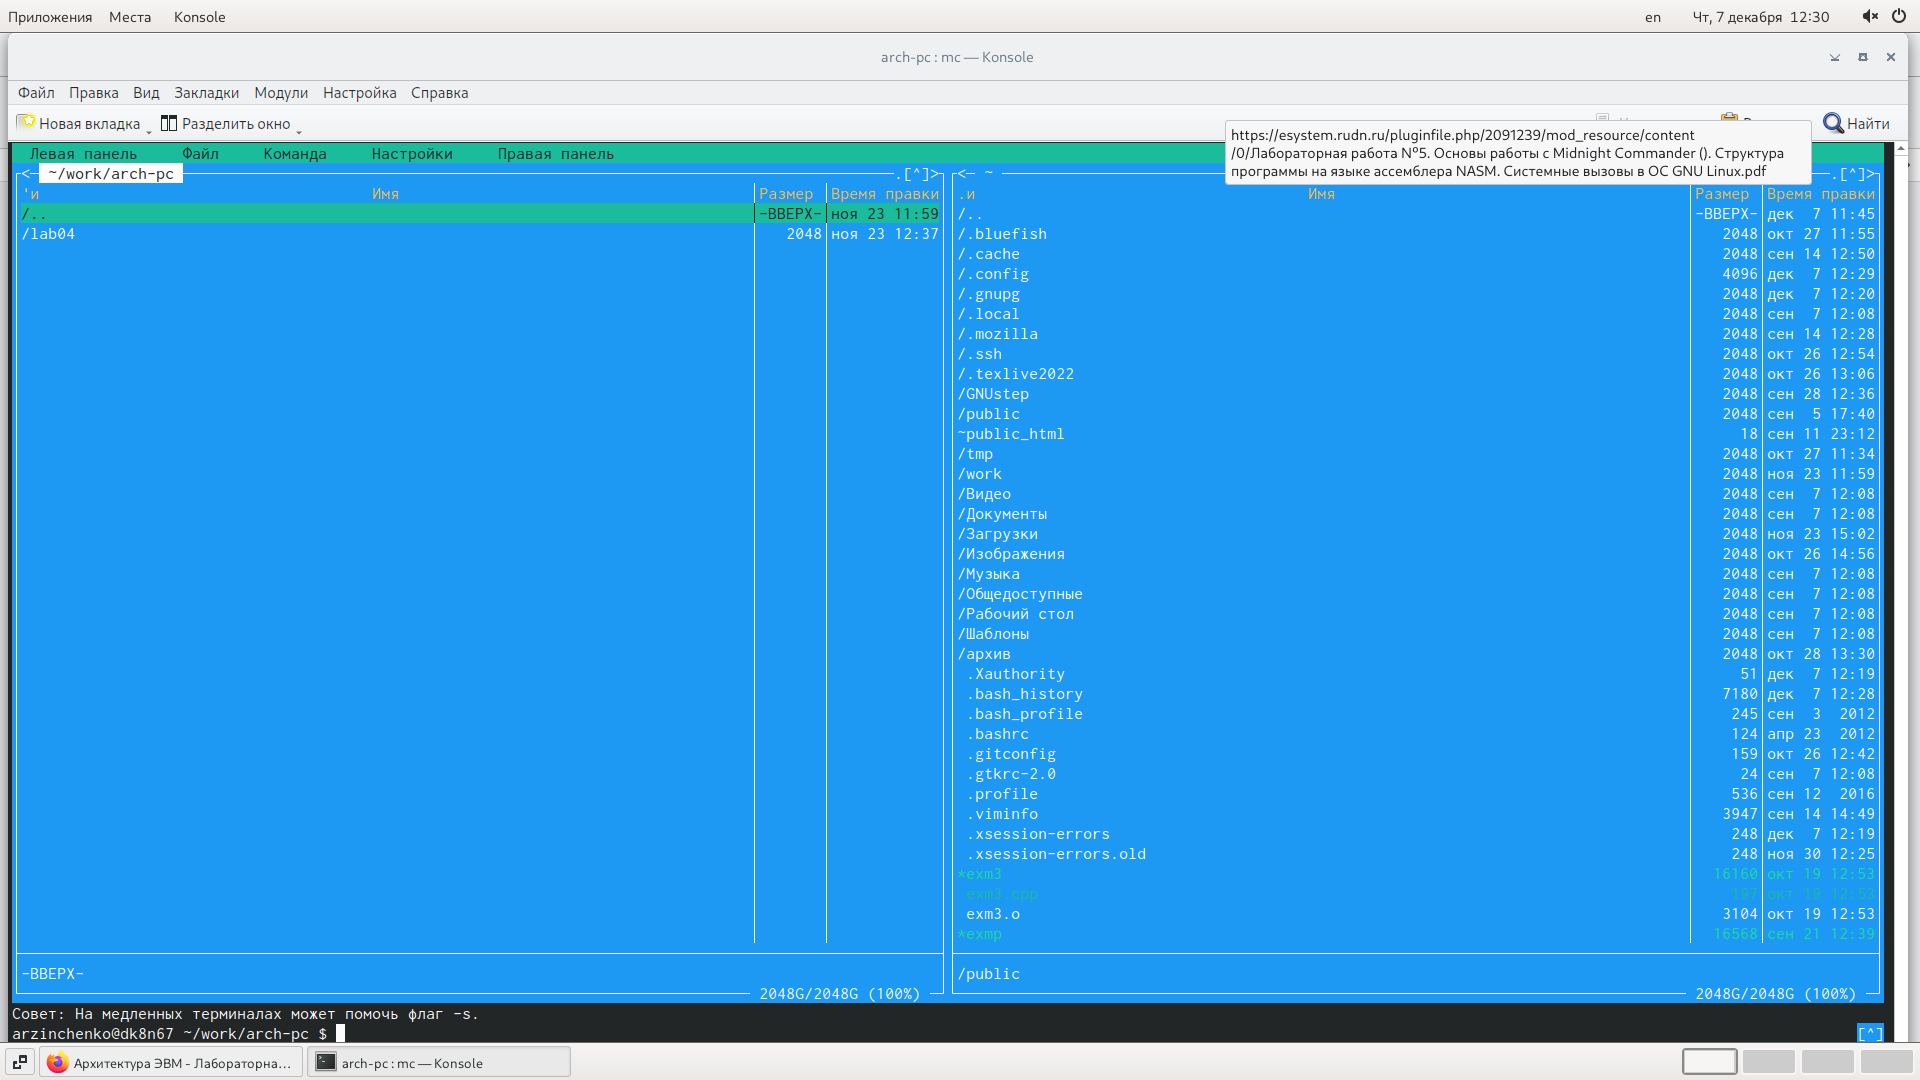 Приложения Места Konsole en Чт, 7 декабря 12:30
arch-pc : mc — Konsole
Файл Правка Вид Закладки Модули Настройка Справка
Новая вкладка Разделить окно Найти
https://esystem.rudn.ru/pluginfile.php/2091239/mod_resource/content
/0/Лабораторная работа №5. Основы работы с Midnight Commander (). Структура
программы на языке ассемблера NASM. Системные вызовы в ОС GNU Linux.pdf
Левая панель Файл Команда Настройки Правая панель
<— ~/work/arch-pc .[^]>
'и Имя Размер Время правки
/.. -ВВЕРХ- ноя 23 11:59
/lab04 2048 ноя 23 12:37
-ВВЕРХ-
2048G/2048G (100%)
<— ~ .[^]>
.и Имя Размер Время правки
/.. -ВВЕРХ- дек 7 11:45
/.bluefish 2048 окт 27 11:55
/.cache 2048 сен 14 12:50
/.config 4096 дек 7 12:29
/.gnupg 2048 дек 7 12:20
/.local 2048 сен 7 12:08
/.mozilla 2048 сен 14 12:28
/.ssh 2048 окт 26 12:54
/.texlive2022 2048 окт 26 13:06
/GNUstep 2048 сен 28 12:36
/public 2048 сен 5 17:40
~public_html 18 сен 11 23:12
/tmp 2048 окт 27 11:34
/work 2048 ноя 23 11:59
/Видео 2048 сен 7 12:08
/Документы 2048 сен 7 12:08
/Загрузки 2048 ноя 23 15:02
/Изображения 2048 окт 26 14:56
/Музыка 2048 сен 7 12:08
/Общедоступные 2048 сен 7 12:08
/Рабочий стол 2048 сен 7 12:08
/Шаблоны 2048 сен 7 12:08
/архив 2048 окт 28 13:30
.Xauthority 51 дек 7 12:19
.bash_history 7180 дек 7 12:28
.bash_profile 245 сен 3 2012
.bashrc 124 апр 23 2012
.gitconfig 159 окт 26 12:42
.gtkrc-2.0 24 сен 7 12:08
.profile 536 сен 12 2016
.viminfo 3947 сен 14 14:49
.xsession-errors 248 дек 7 12:19
.xsession-errors.old 248 ноя 30 12:25
*exm3 16160 окт 19 12:53
exm3.cpp окт 19 12:53
exm3.o 3104 окт 19 12:53
*exmp 16568 сен 21 12:39
/public
2048G/2048G (100%)
Совет: На медленных терминалах может помочь флаг -s.
arzinchenko@dk8n67 ~/work/arch-pc $ [^]
Архитектура ЭВМ - Лабораторна... arch-pc : mc — Konsole